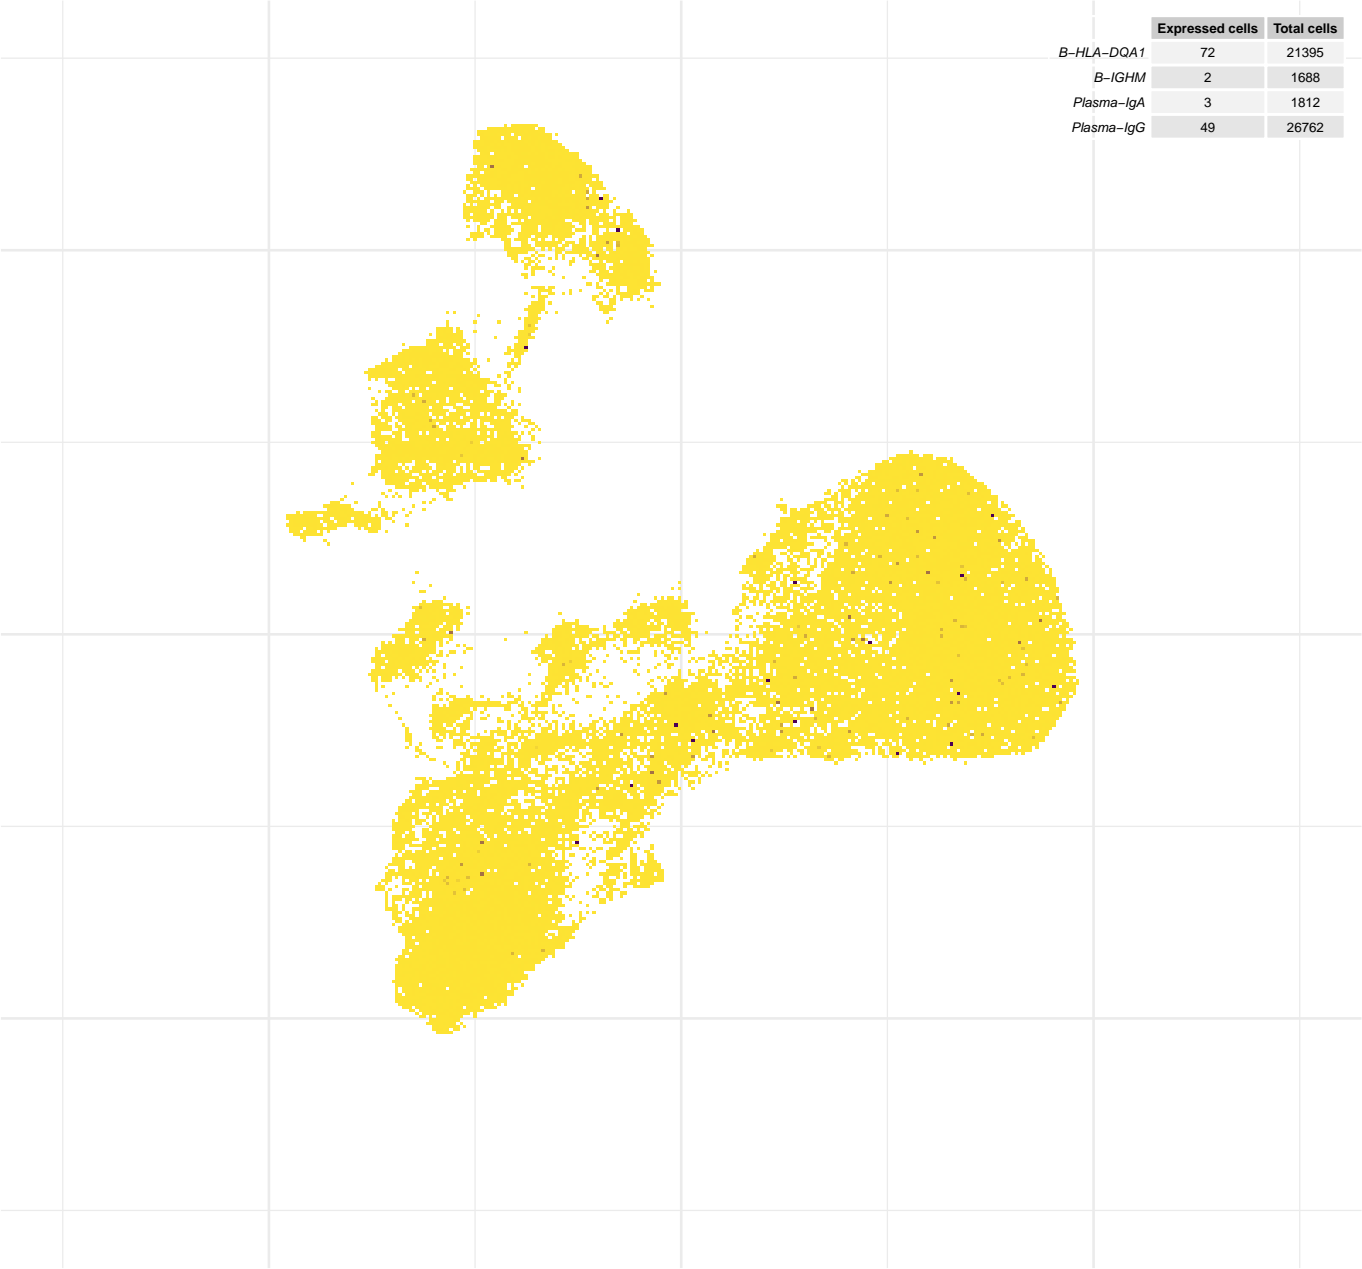 Expressed cells Total cells
B−HLA−DQA1 72 21395
B−IGHM 2 1688
Plasma−IgA 3 1812
Plasma−IgG 49 26762